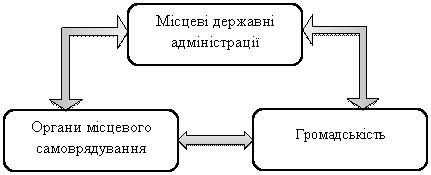 Місцеві державні
адміністрації
Органи місцевого
самоврядування
Громадськість